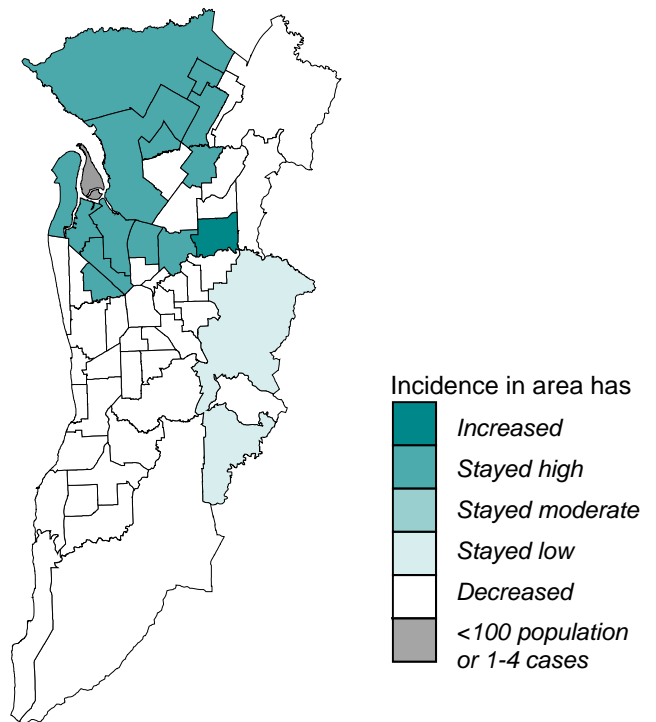 Incidence in area has
Increased
Stayed high
Stayed moderate
Stayed low
Decreased
<100 population
or 1-4 cases